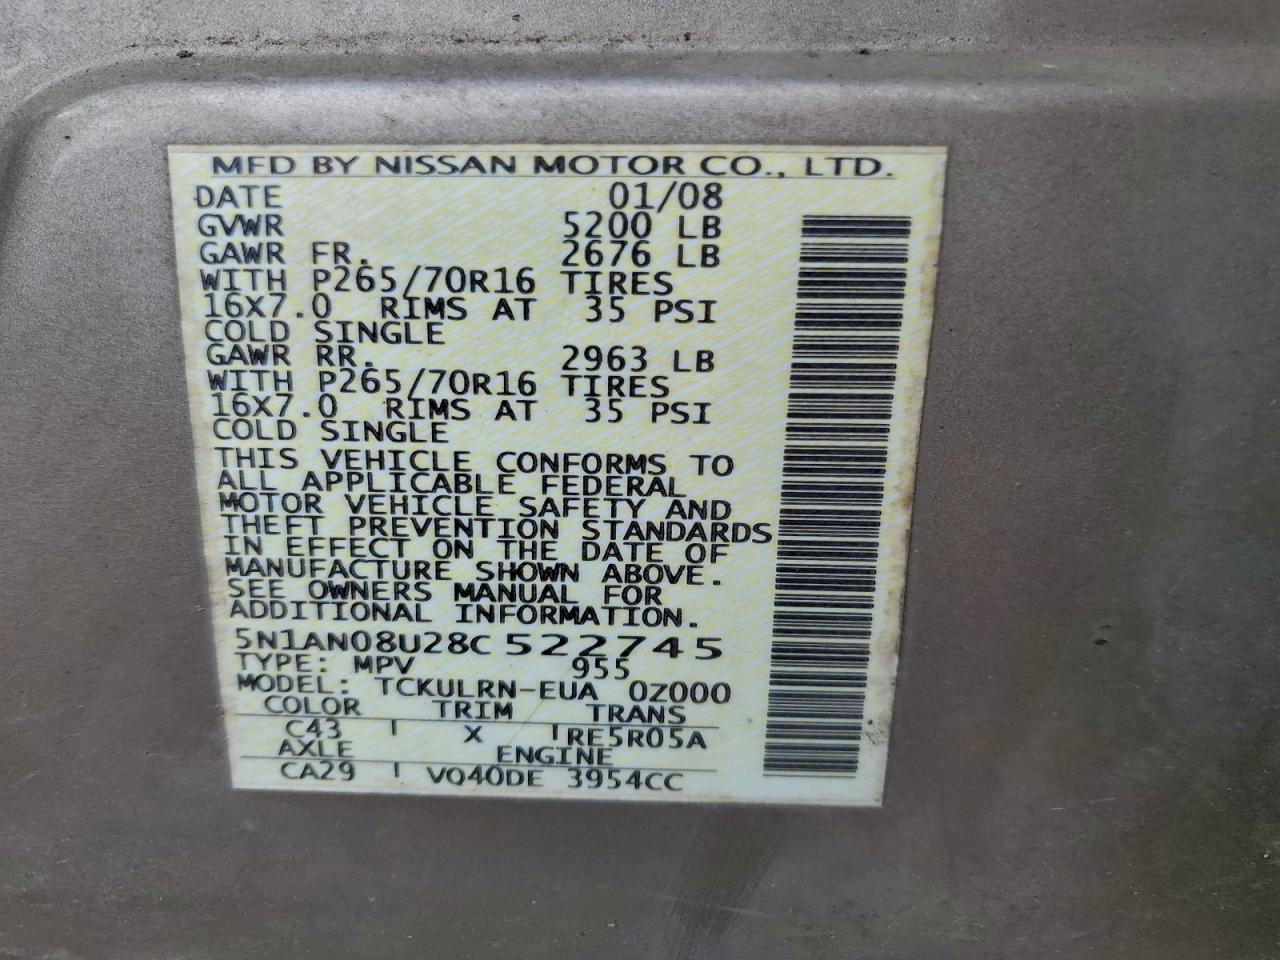 MFD BY NISSAN MOTOR CO., LTD.
DATE 01/08
GVWR 5200 LB
GAWR FR. 2676 LB
WITH P265/70R16 TIRES
16X7.0 RIMS AT 35 PSI
COLD SINGLE
GAWR RR. 2963 LB
WITH P265/70R16 TIRES
16X7.0 RIMS AT 35 PSI
COLD SINGLE
THIS VEHICLE CONFORMS TO
ALL APPLICABLE FEDERAL
MOTOR VEHICLE SAFETY AND
THEFT PREVENTION STANDARDS
IN EFFECT ON THE DATE OF
MANUFACTURE SHOWN ABOVE.
SEE OWNERS MANUAL FOR
ADDITIONAL INFORMATION.
5N1AN08U28C522745
TYPE: MPV 955
MODEL: TCKULRN-EUA 0Z000
COLOR TRIM TRANS
C43 X RE5R05A
AXLE ENGINE
CA29 VQ40DE 3954CC